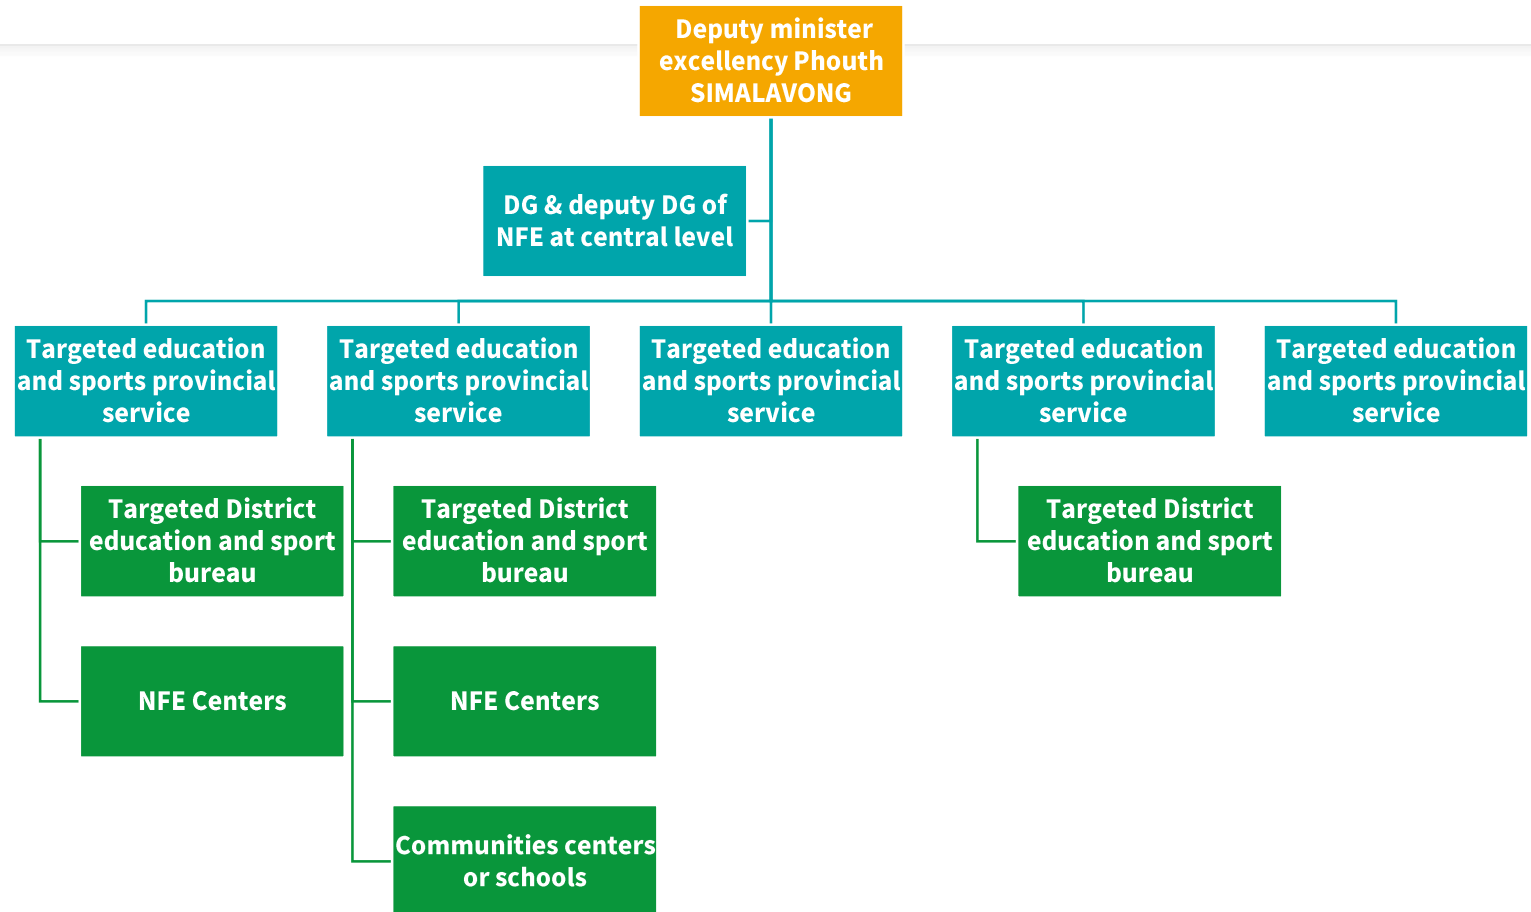 Deputy minister
excellency Phouth
SIMALAVONG
DG & deputy DG of
NFE at central level
Targeted education
and sports provincial
service
Targeted education
and sports provincial
service
Targeted education
and sports provincial
service
Targeted education
and sports provincial
service
Targeted education
and sports provincial
service
Targeted District
education and sport
bureau
Targeted District
education and sport
bureau
Targeted District
education and sport
bureau
NFE Centers
NFE Centers
Communities centers
or schools